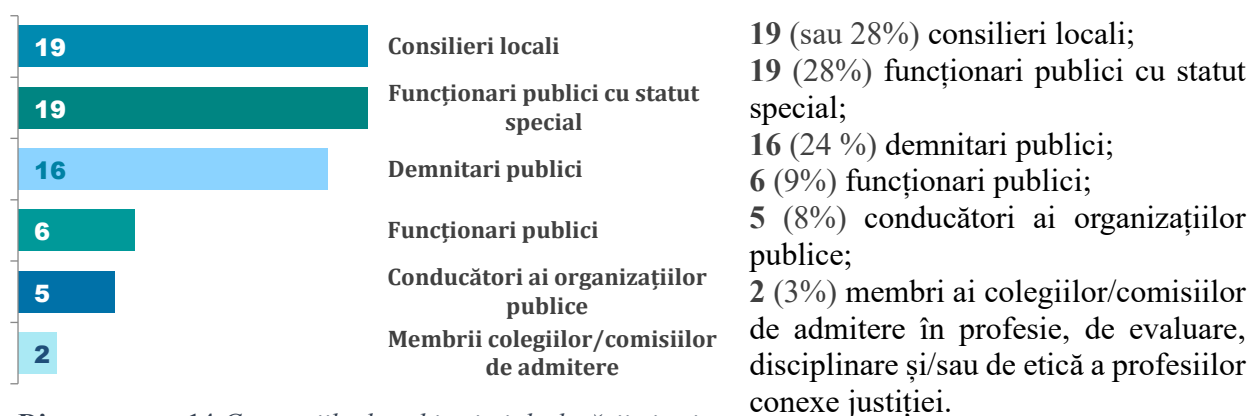 19 Consilieri locali
19 Funcționari publici cu statut
special
16 Demnitari publici
6 Funcționari publici
5 Conducători ai organizațiilor
publice
2 Membrii colegiilor/comisiilor
de admitere
19 (sau 28%) consilieri locali;
19 (28%) funcționari publici cu statut
special;
16 (24 %) demnitari publici;
6 (9%) funcționari publici;
5 (8%) conducători ai organizațiilor
publice;
2 (3%) membri ai colegiilor/comisiilor
de admitere în profesie, de evaluare,
disciplinare și/sau de etică a profesiilor
conexe justiției.